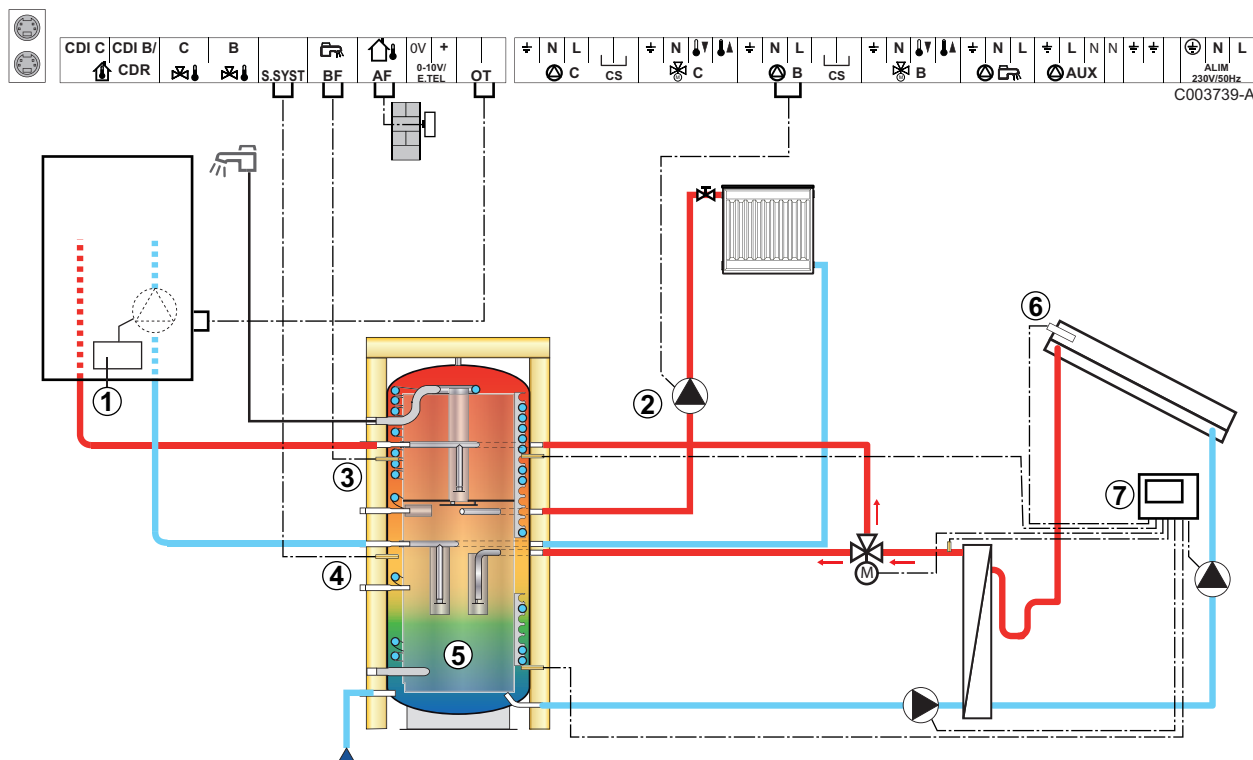 CDI C CDI B/ C B 0V + N L N N L N N L L N N N L
CDR 0-10V/ C CS M C B CS M B AUX ALIM
S.SYST BF AF E.TEL OT 230V/50Hz
C003739-A
6
1
2
7
3
M
4
5